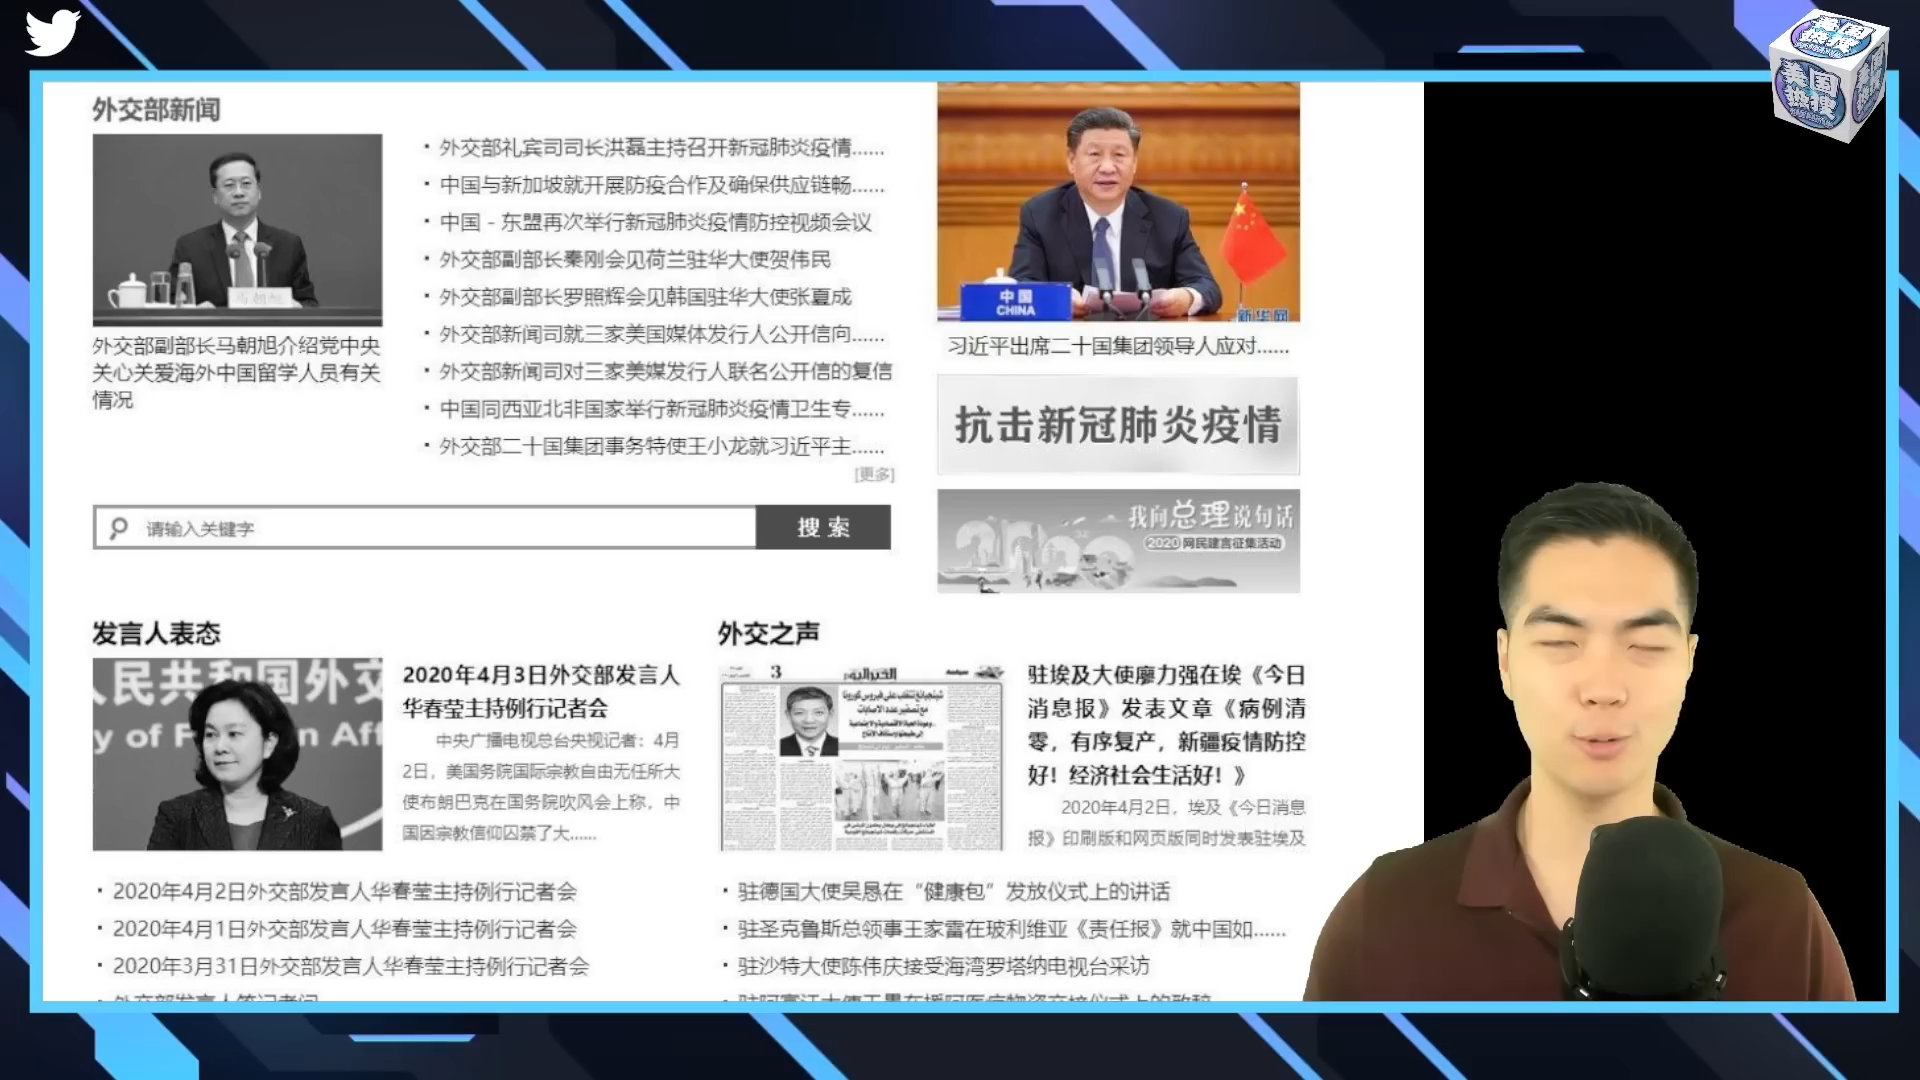 外交部新闻
外交部副部长马朝旭介绍党中央
关心关爱海外中国留学人员有关
情况
· 外交部礼宾司司长洪磊主持召开新冠肺炎疫情......
· 中国与新加坡就开展防疫合作及确保供应链畅......
· 中国－东盟再次举行新冠肺炎疫情防控视频会议
· 外交部副部长秦刚会见荷兰驻华大使贺伟民
· 外交部副部长罗照辉会见韩国驻华大使张夏成
· 外交部新闻司就三家美国媒体发行人公开信向......
· 外交部新闻司对三家美媒发行人联名公开信的复信
· 中国同西亚北非国家举行新冠肺炎疫情卫生专......
· 外交部二十国集团事务特使王小龙就习近平主......
[更多]
请输入关键字
搜 索
中国
CHINA
新华网
习近平出席二十国集团领导人应对......
抗击新冠肺炎疫情
我向总理说句话
2020 网民建言征集活动
发言人表态
人民共和国外交
y of F n Aff
2020年4月3日外交部发言人
华春莹主持例行记者会
中央广播电视总台央视记者：4月
2日，美国务院国际宗教自由无任所大
使布朗巴克在国务院吹风会上称，中
国因宗教信仰囚禁了大......
· 2020年4月2日外交部发言人华春莹主持例行记者会
· 2020年4月1日外交部发言人华春莹主持例行记者会
· 2020年3月31日外交部发言人华春莹主持例行记者会
外交之声
3
驻埃及大使廖力强在埃《今日
消息报》发表文章《病例清
零，有序复产，新疆疫情防控
好！经济社会生活好！》
2020年4月2日，埃及《今日消息
报》印刷版和网页版同时发表驻埃及
· 驻德国大使吴恳在“健康包”发放仪式上的讲话
· 驻圣克鲁斯总领事王家雷在玻利维亚《责任报》就中国如......
· 驻沙特大使陈伟庆接受海湾罗塔纳电视台采访
美国
热搜